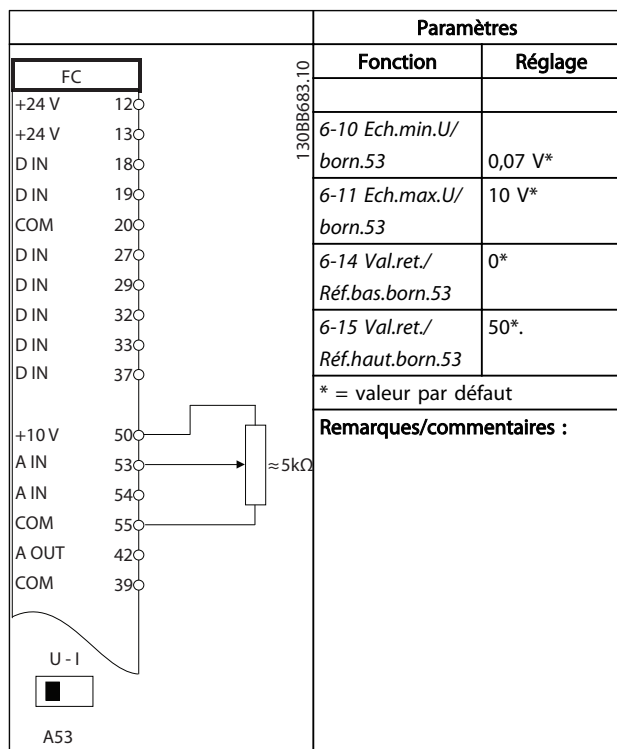 Paramètres
Fonction Réglage
6-10 Ech.min.U/
born.53 0,07 V*
6-11 Ech.max.U/ 10 V*
born.53
6-14 Val.ret./ 0*
Réf.bas.born.53
6-15 Val.ret./ 50*.
Réf.haut.born.53
* = valeur par défaut
Remarques/commentaires :
130BB683.10
FC
+24 V 12
+24 V 13
D IN 18
D IN 19
COM 20
D IN 27
D IN 29
D IN 32
D IN 33
D IN 37
+10 V 50
A IN 53
≈5kΩ
A IN 54
COM 55
A OUT 42
COM 39
U - I
A53